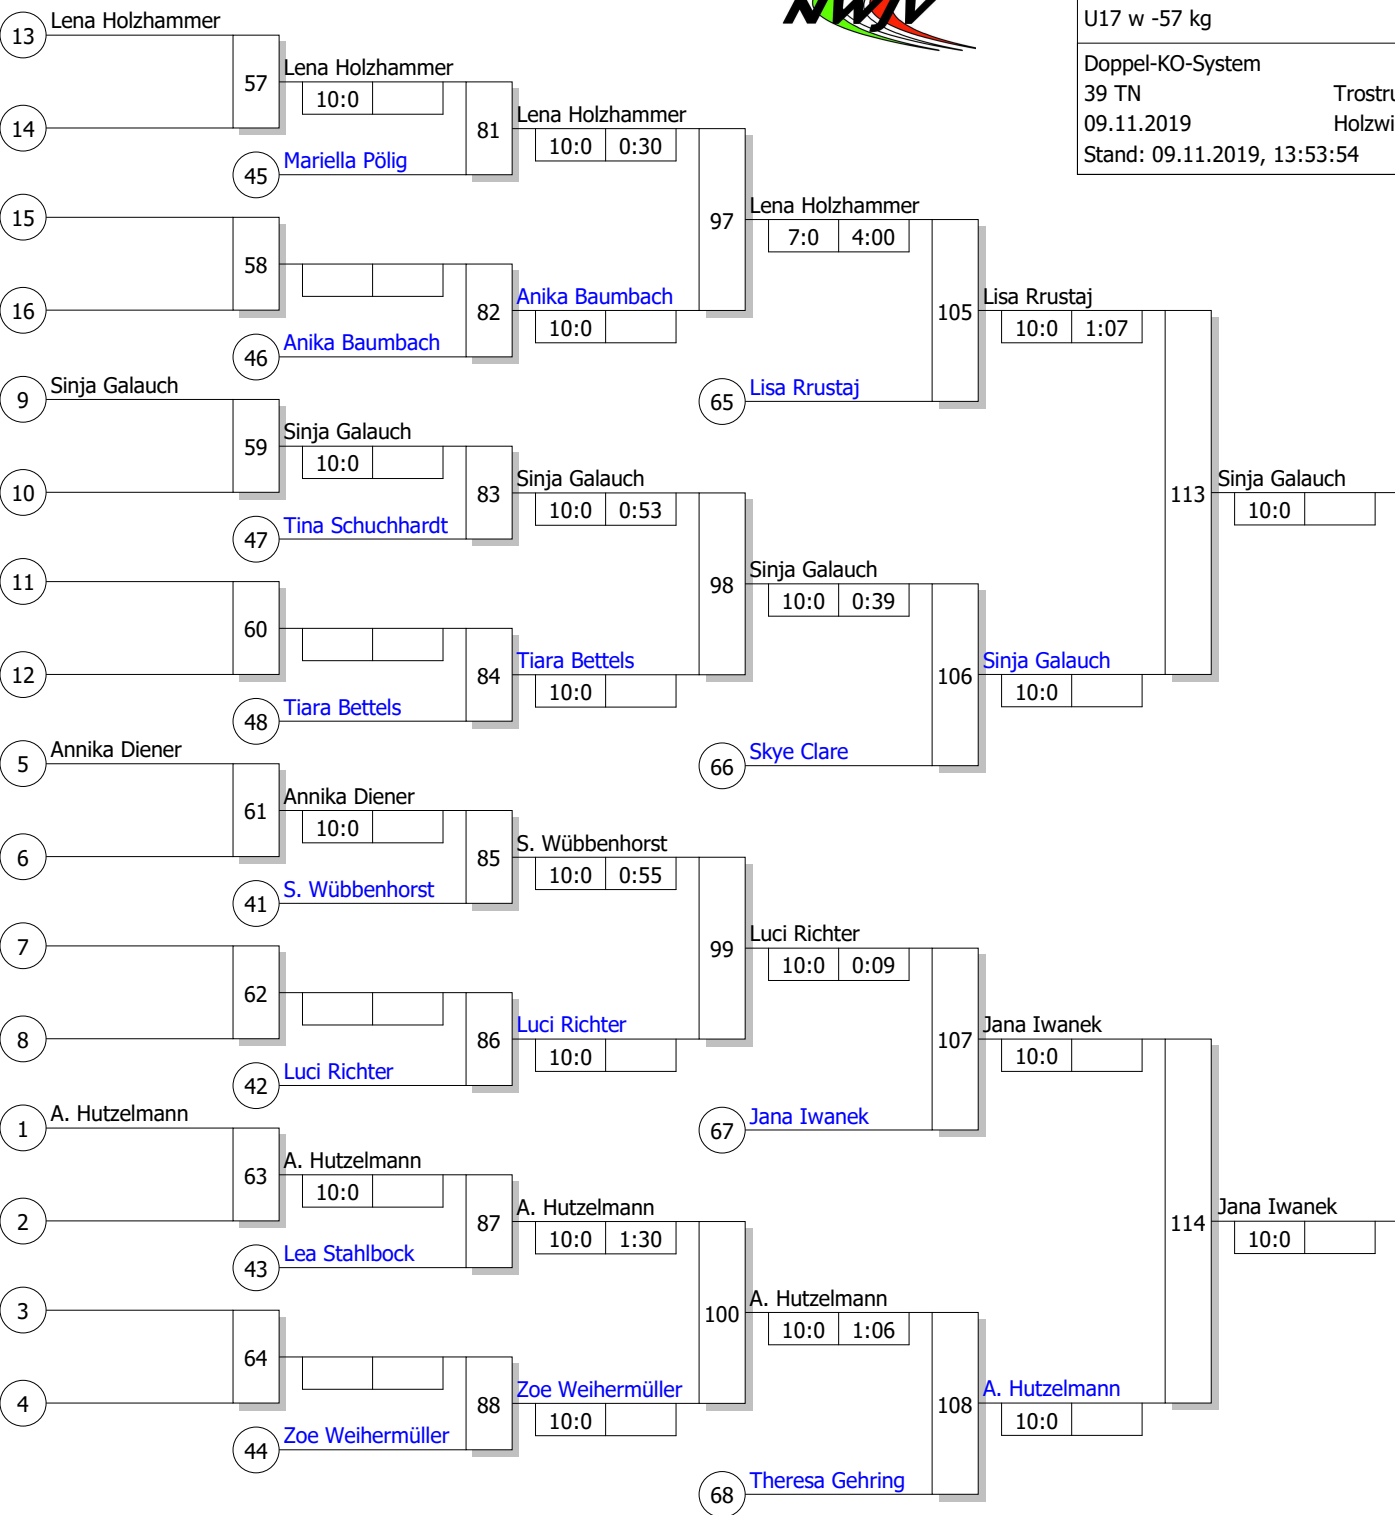 NWJV
U17 w -57 kg
Doppel-KO-System
39 TN
09.11.2019
Stand: 09.11.2019, 13:53:54
13 Lena Holzhammer
14
57
Lena Holzhammer
10:0
45 Mariella Pölig
81
Lena Holzhammer
10:0 0:30
15
16
58
46 Anika Baumbach
82
Anika Baumbach
10:0
97
Lena Holzhammer
7:0 4:00
65 Lisa Rrustaj
105
Lisa Rrustaj
10:0 1:07
9 Sinja Galauch
10
59
Sinja Galauch
10:0
47 Tina Schuchhardt
83
Sinja Galauch
10:0 0:53
11
12
60
48 Tiara Bettels
84
Tiara Bettels
10:0
98
Sinja Galauch
10:0 0:39
66 Skye Clare
106
Sinja Galauch
10:0
113
Sinja Galauch
10:0
5 Annika Diener
6
61
Annika Diener
10:0
41 S. Wübbenhorst
85
S. Wübbenhorst
10:0 0:55
7
8
62
42 Luci Richter
86
Luci Richter
10:0
99
Luci Richter
10:0 0:09
67 Jana Iwanek
107
Jana Iwanek
10:0
1 A. Hutzelmann
2
63
A. Hutzelmann
10:0
43 Lea Stahlbock
87
A. Hutzelmann
10:0 1:30
3
4
64
44 Zoe Weihermüller
88
Zoe Weihermüller
10:0
100
A. Hutzelmann
10:0 1:06
68 Theresa Gehring
108
A. Hutzelmann
10:0
114
Jana Iwanek
10:0